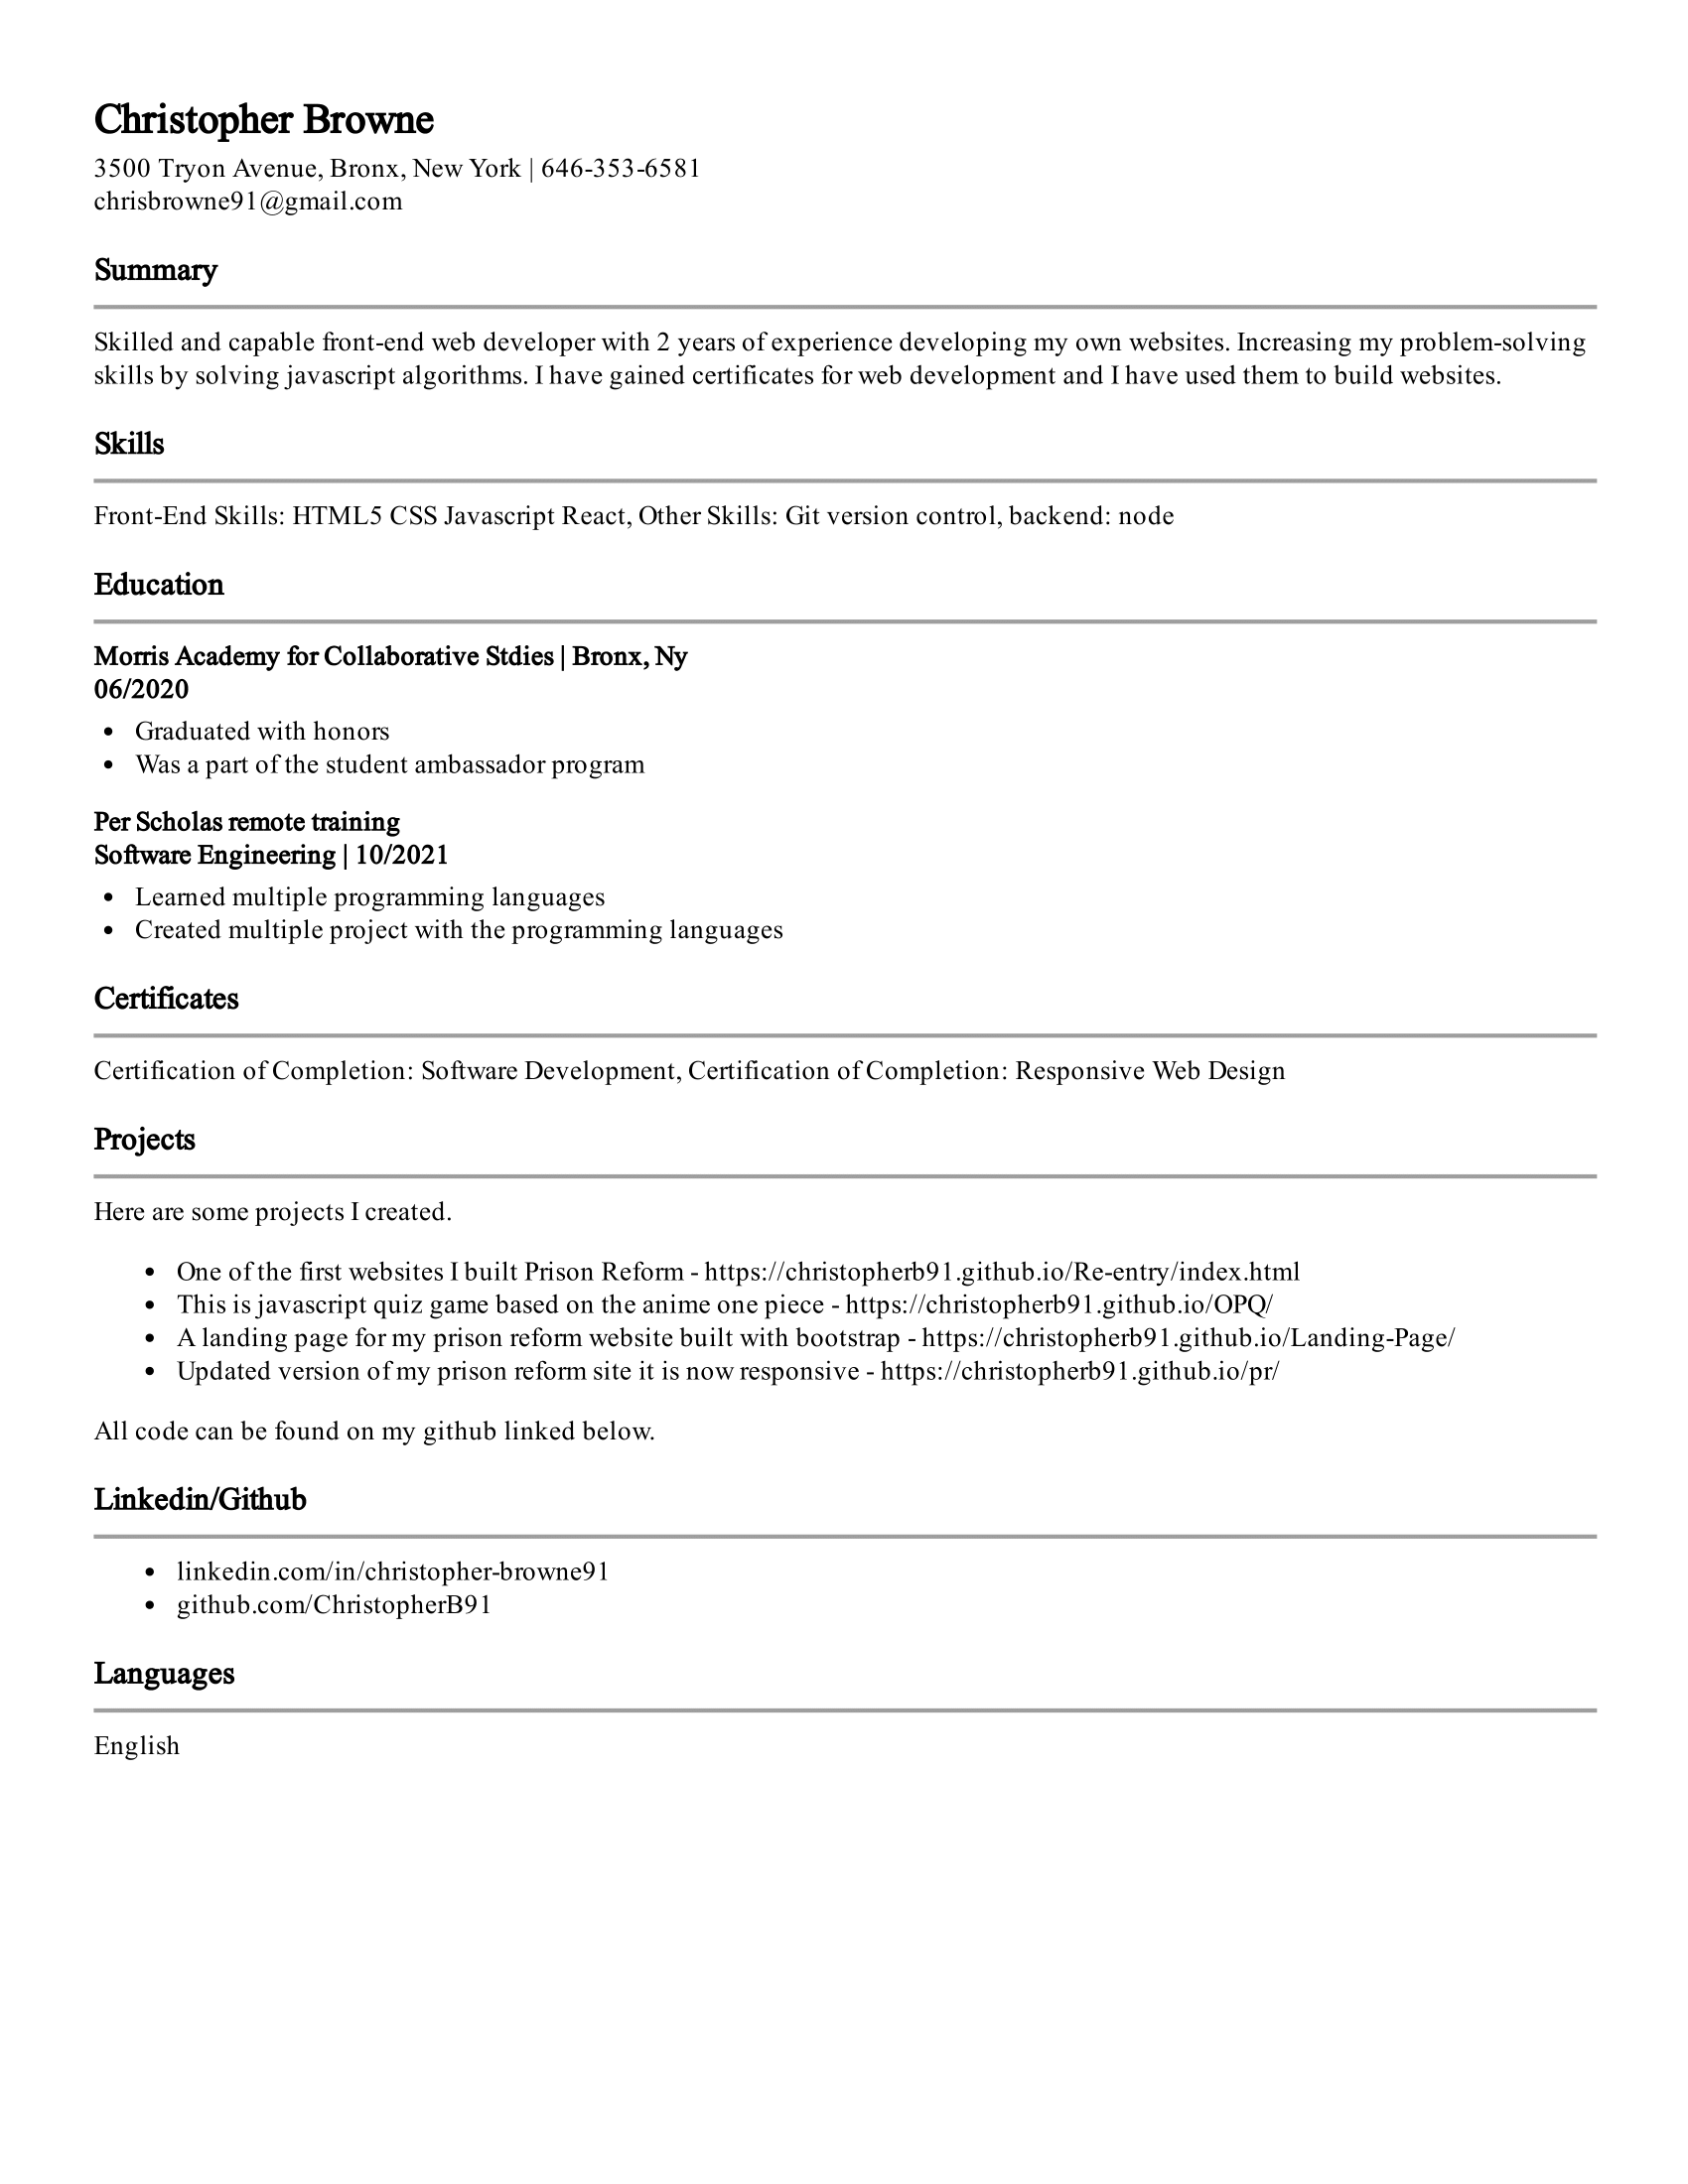 Christopher Browne
3500 Tryon Avenue, Bronx, New York | 646-353-6581
chrisbrowne91@gmail.com
Summary
Skilled and capable front-end web developer with 2 years of experience developing my own websites. Increasing my problem-solving
skills by solving javascript algorithms. I have gained certificates for web development and I have used them to build websites.
Skills
Front-End Skills: HTML5 CSS Javascript React, Other Skills: Git version control, backend: node
Education
Morris Academy for Collaborative Stdies | Bronx, Ny
06/2020
• Graduated with honors
• Was a part of the student ambassador program
Per Scholas remote training
Software Engineering | 10/2021
• Learned multiple programming languages
• Created multiple project with the programming languages
Certificates
Certification of Completion: Software Development, Certification of Completion: Responsive Web Design
Projects
Here are some projects I created.
• One of the first websites I built Prison Reform - https://christopherb91.github.io/Re-entry/index.html
• This is javascript quiz game based on the anime one piece - https://christopherb91.github.io/OPQ/
• A landing page for my prison reform website built with bootstrap - https://christopherb91.github.io/Landing-Page/
• Updated version of my prison reform site it is now responsive - https://christopherb91.github.io/pr/
All code can be found on my github linked below.
Linkedin/Github
• linkedin.com/in/christopher-browne91
• github.com/ChristopherB91
Languages
English